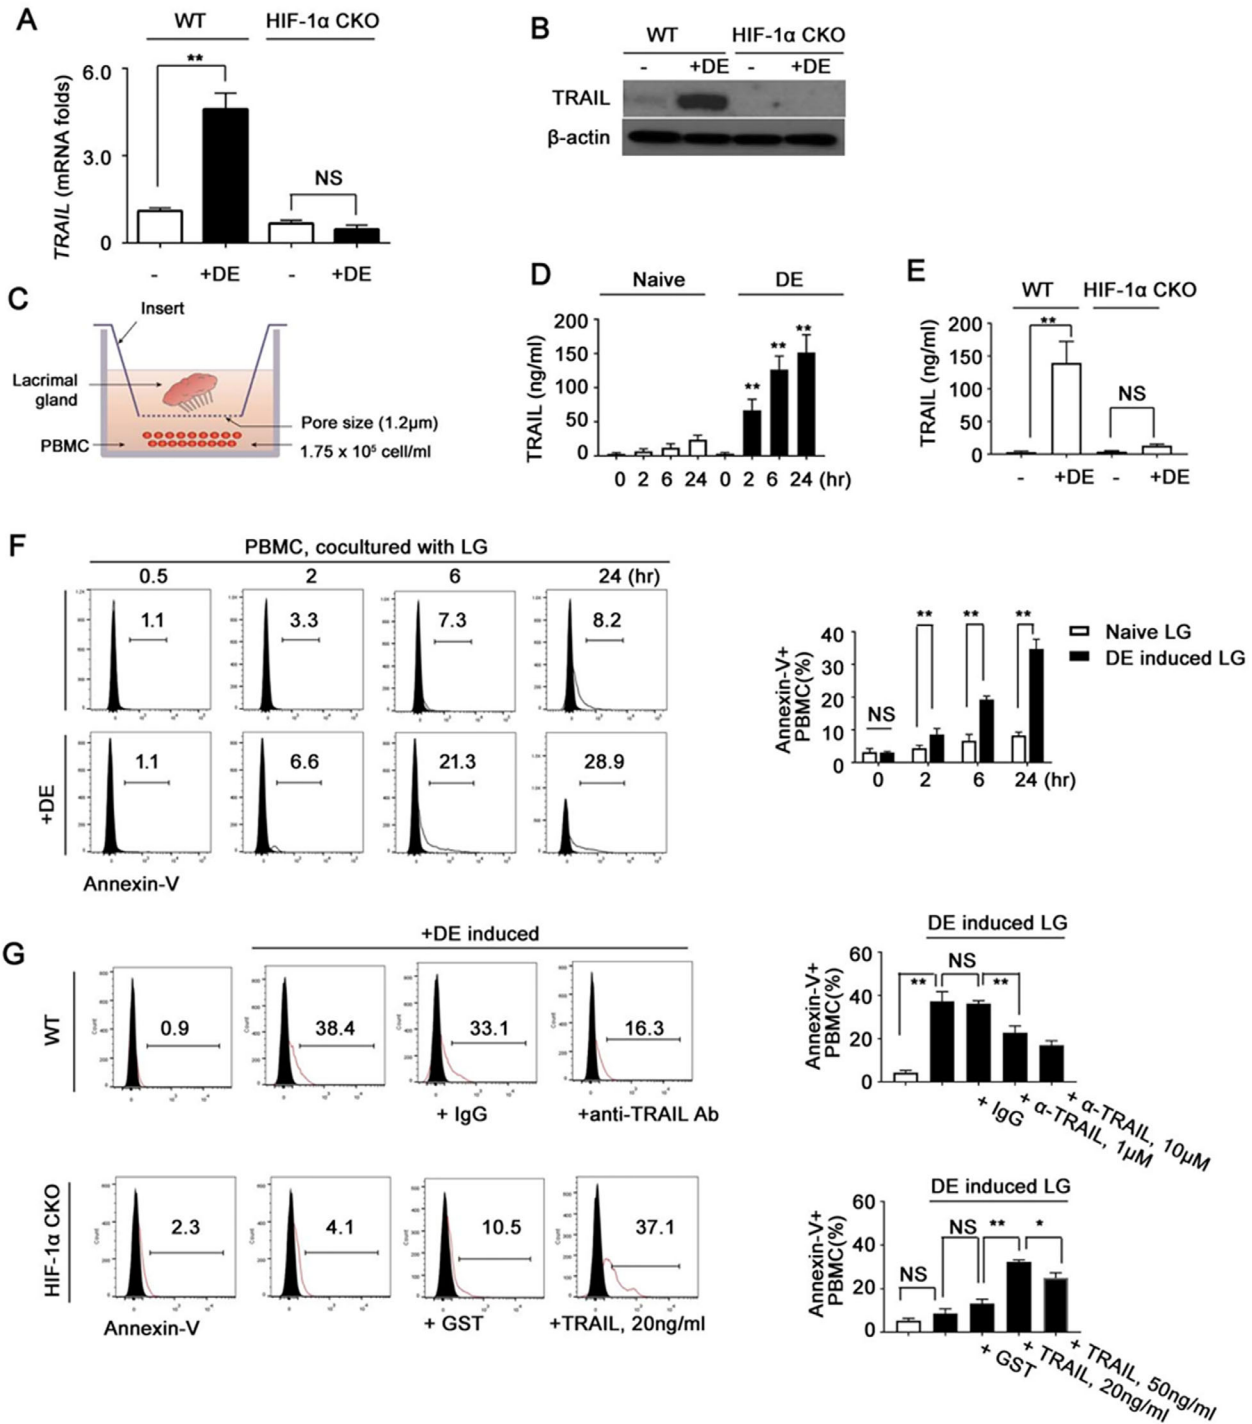 A
WT
HIF-1α CKO
**
NS
6.0
3.0
0
TRAIL (mRNA folds)
-
+DE
-
+DE
B
WT
HIF-1α CKO
-
+DE
-
+DE
TRAIL
β-actin
C
Insert
Lacrimal
gland
PBMC
Pore size (1.2μm)
1.75 x 10⁵ cell/ml
D
Naive
DE
TRAIL (ng/ml)
200
150
100
50
0
**
**
**
0 2 6 24 0 2 6 24 (hr)
E
WT
HIF-1α CKO
TRAIL (ng/ml)
200
150
100
50
0
**
NS
-
+DE
-
+DE
F
PBMC, cocultured with LG
0.5 2 6 24 (hr)
1.1
3.3
7.3
8.2
+DE
1.1
6.6
21.3
28.9
Annexin-V
Annexin-V+
PBMC(%)
40
30
20
10
0
NS
**
**
**
0 2 6 24 (hr)
Naive LG
DE induced LG
G
+DE induced
WT
Count
0.9
38.4
33.1
16.3
+ IgG
+anti-TRAIL Ab
HIF-1α CKO
Count
2.3
4.1
10.5
37.1
Annexin-V
+ GST
+TRAIL, 20ng/ml
DE induced LG
Annexin-V+
PBMC(%)
60
40
20
0
**
NS
**
+ IgG
+ α-TRAIL, 1μM
+ α-TRAIL, 10μM
DE induced LG
Annexin-V+
PBMC(%)
60
40
20
0
NS
NS
**
*
+ GST
+ TRAIL, 20ng/ml
+ TRAIL, 50ng/ml